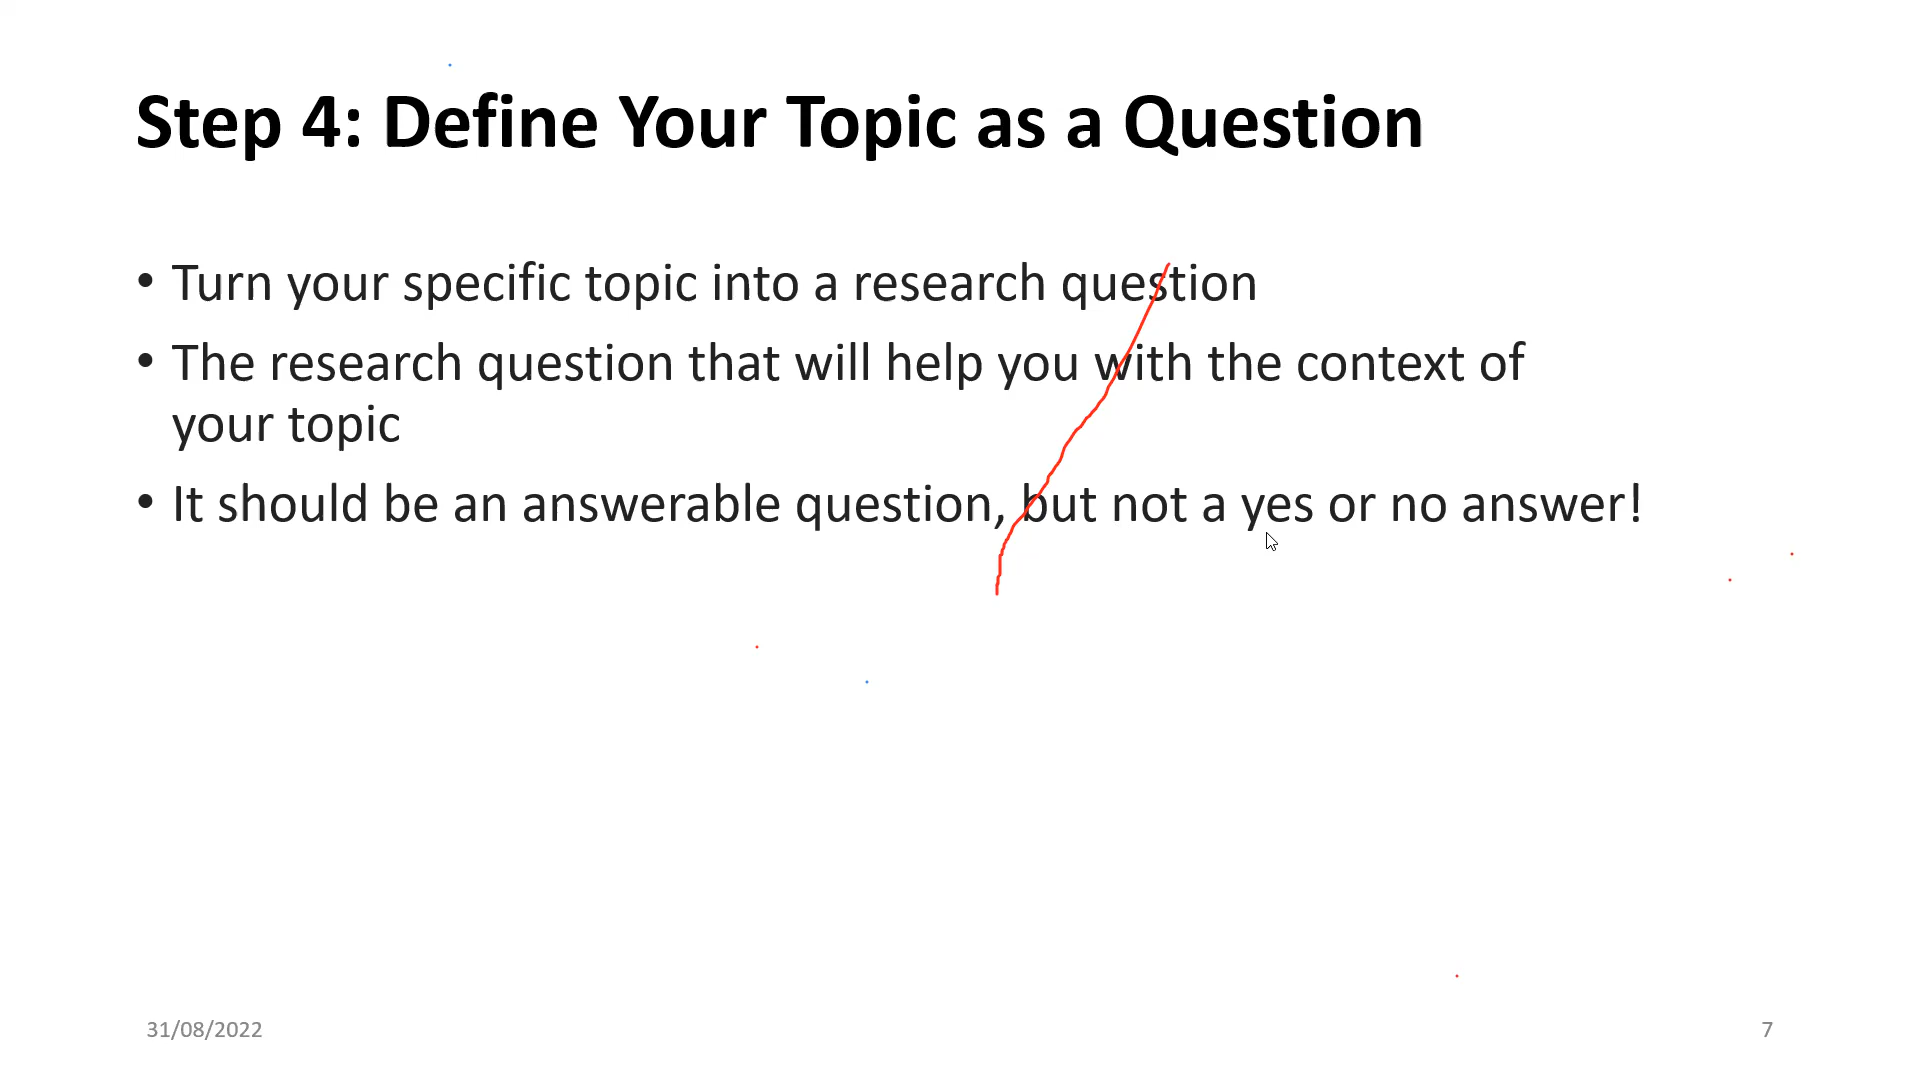 Step 4: Define Your Topic as a Question
• Turn your specific topic into a research question
• The research question that will help you with the context of
your topic
• It should be an answerable question, but not a yes or no answer!
31/08/2022
7